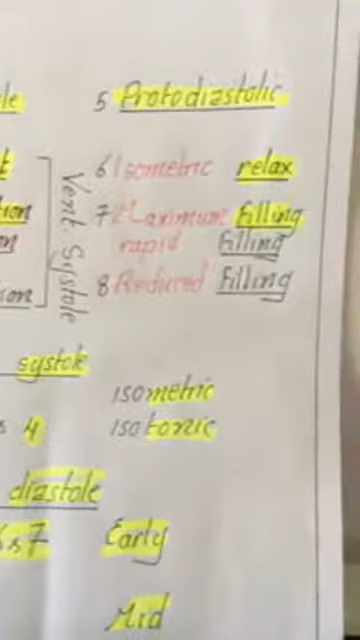 5 Protodiastolic
6 Isometric relax
7 Maximum filling
rapid filling
8 Reduced filling
Vent Systole
systole
isometric
4 isotonic
diastole
7 Early
Mid